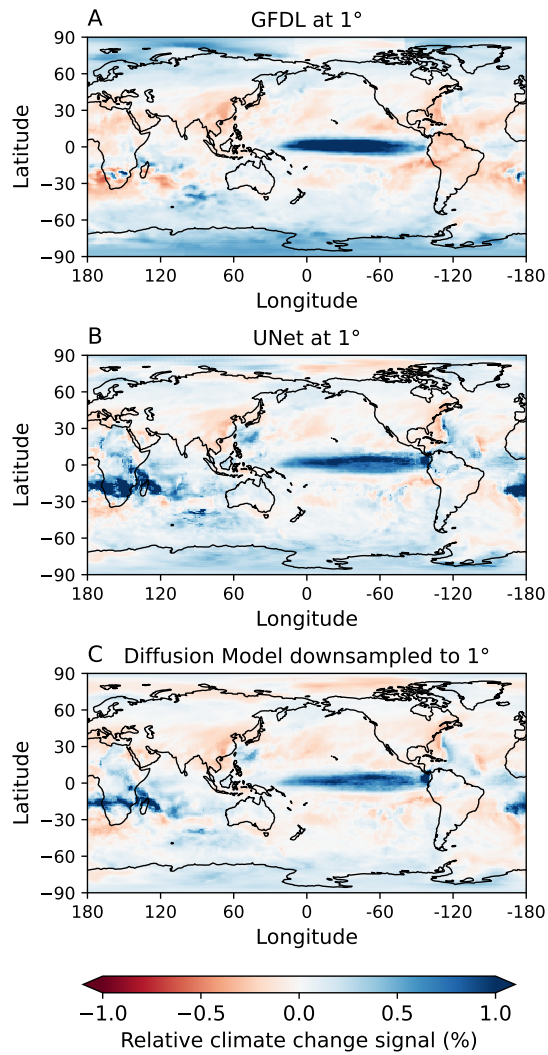 A GFDL at 1°
90
60
30
0
−30
−60
−90
Latitude
180 120 60 0 -60 -120 -180
Longitude
B UNet at 1°
90
60
30
0
−30
−60
−90
Latitude
180 120 60 0 -60 -120 -180
Longitude
C Diffusion Model downsampled to 1°
90
60
30
0
−30
−60
−90
Latitude
180 120 60 0 -60 -120 -180
Longitude
−1.0 −0.5 0.0 0.5 1.0
Relative climate change signal (%)